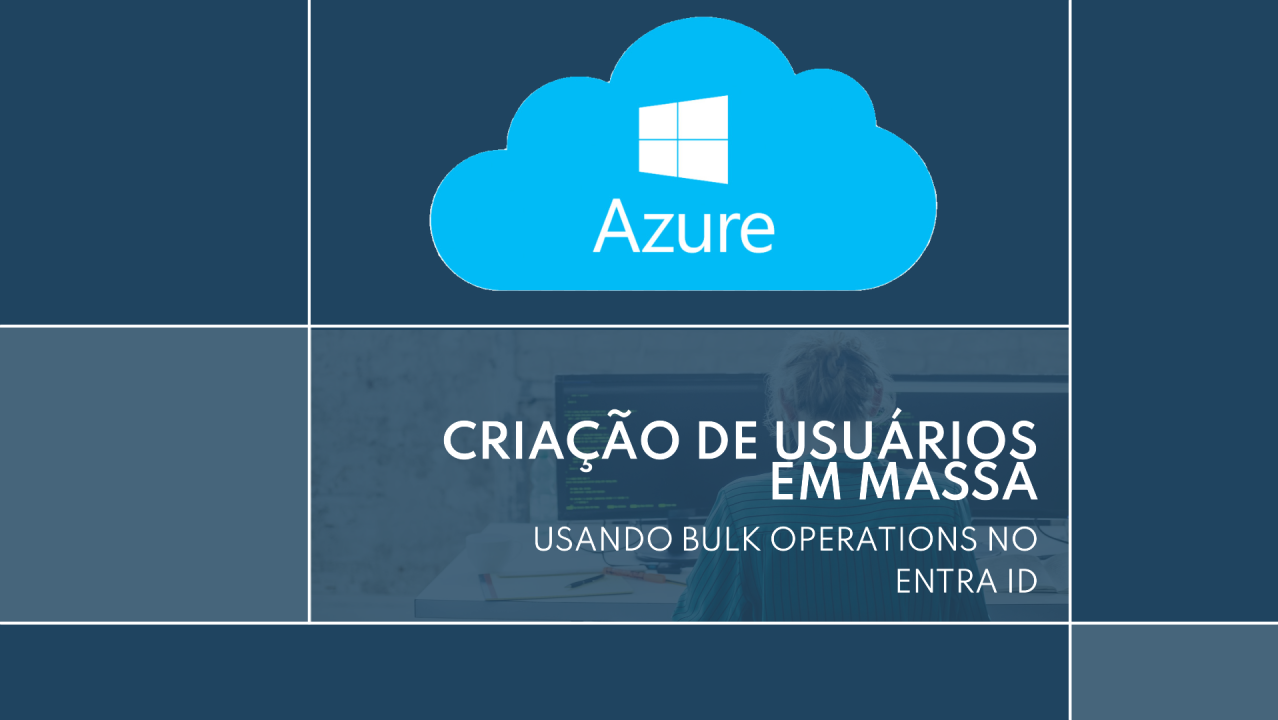 Azure
CRIAÇÃO DE USUÁRIOS
EM MASSA
USANDO BULK OPERATIONS NO
ENTRA ID